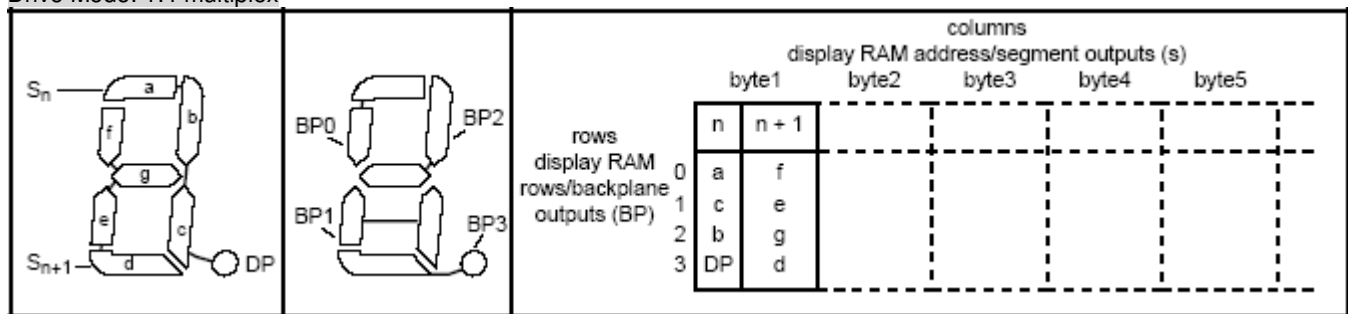 Drive Mode: 1:4 multiplex
Sn
a
b
f
g
e
c
Sn+1
d
DP
BP0
BP2
BP1
BP3
columns
display RAM address/segment outputs (s)
byte1 byte2 byte3 byte4 byte5
rows
display RAM
rows/backplane
outputs (BP)
n n + 1
0 a f
1 c e
2 b g
3 DP d